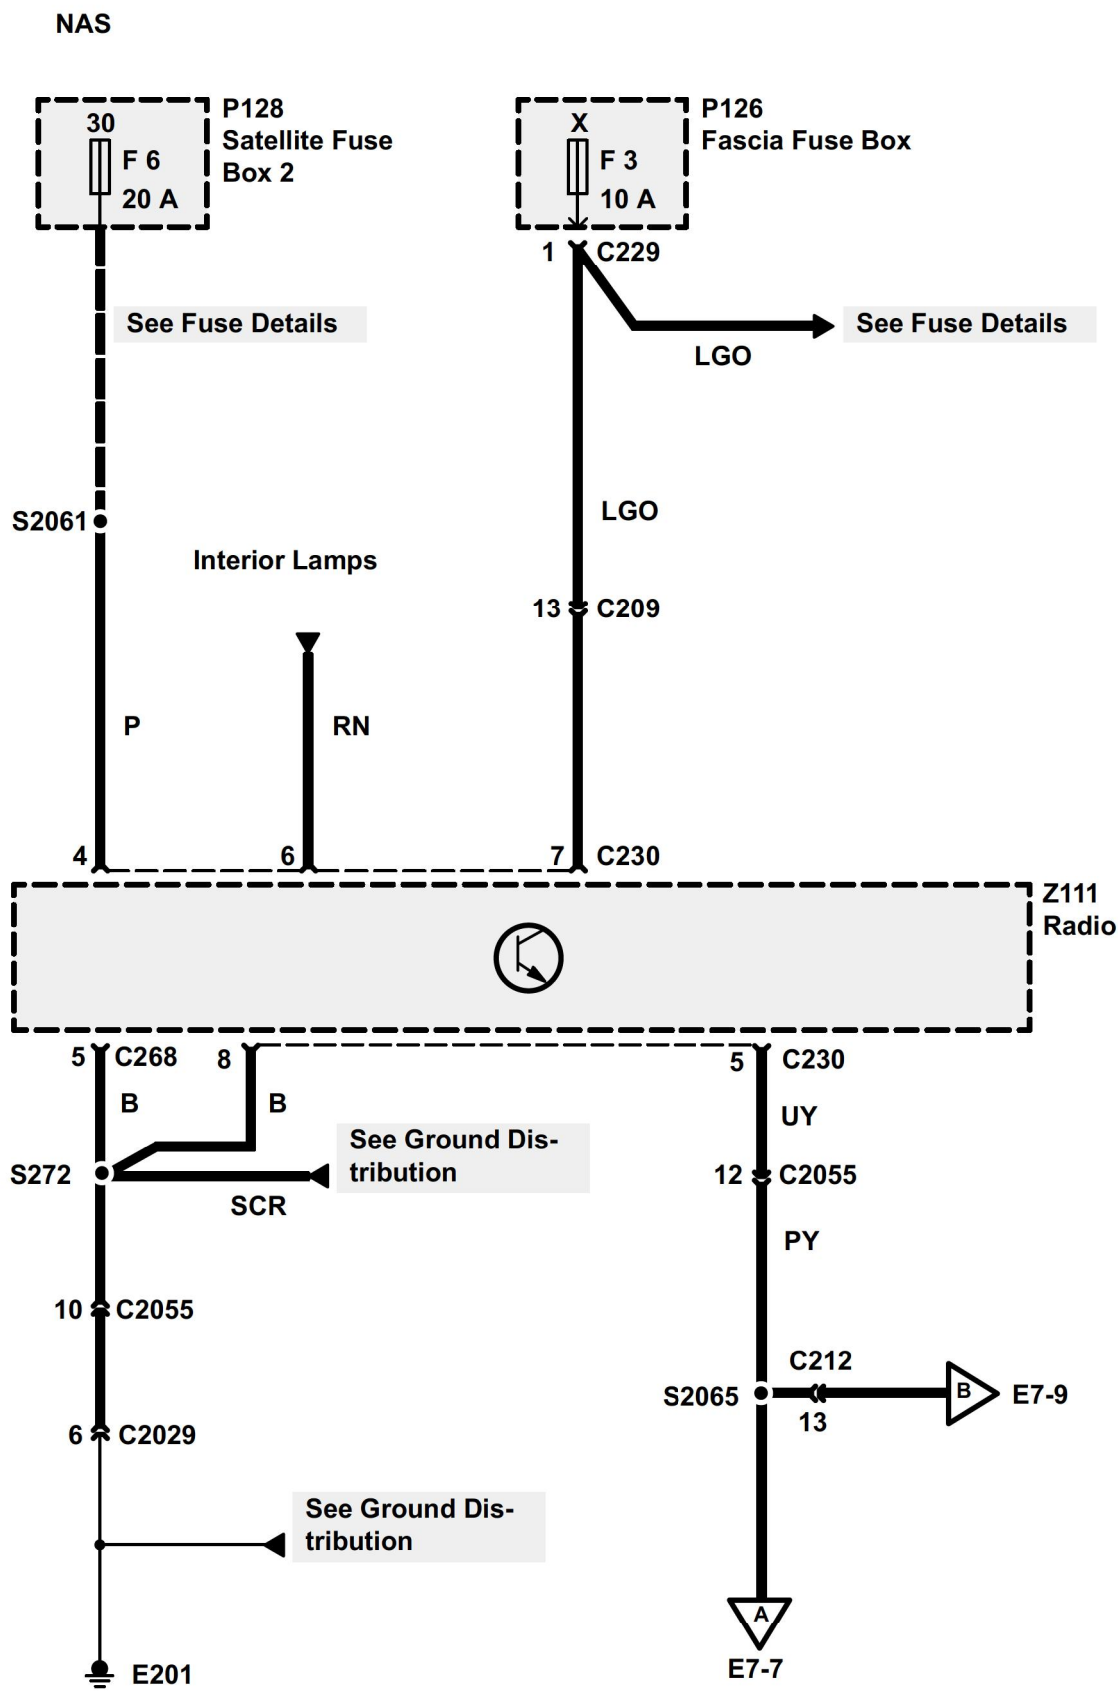 NAS
30
F 6
20 A
P128
Satellite Fuse
Box 2
X
F 3
10 A
P126
Fascia Fuse Box
1
C229
See Fuse Details
See Fuse Details
LGO
LGO
S2061
Interior Lamps
13
C209
P
RN
4
6
7
C230
Z111
Radio
5
C268
8
5
C230
B
B
UY
See Ground Dis-
tribution
S272
SCR
12
C2055
PY
10
C2055
C212
S2065
B
E7-9
13
6
C2029
See Ground Dis-
tribution
A
E7-7
E201